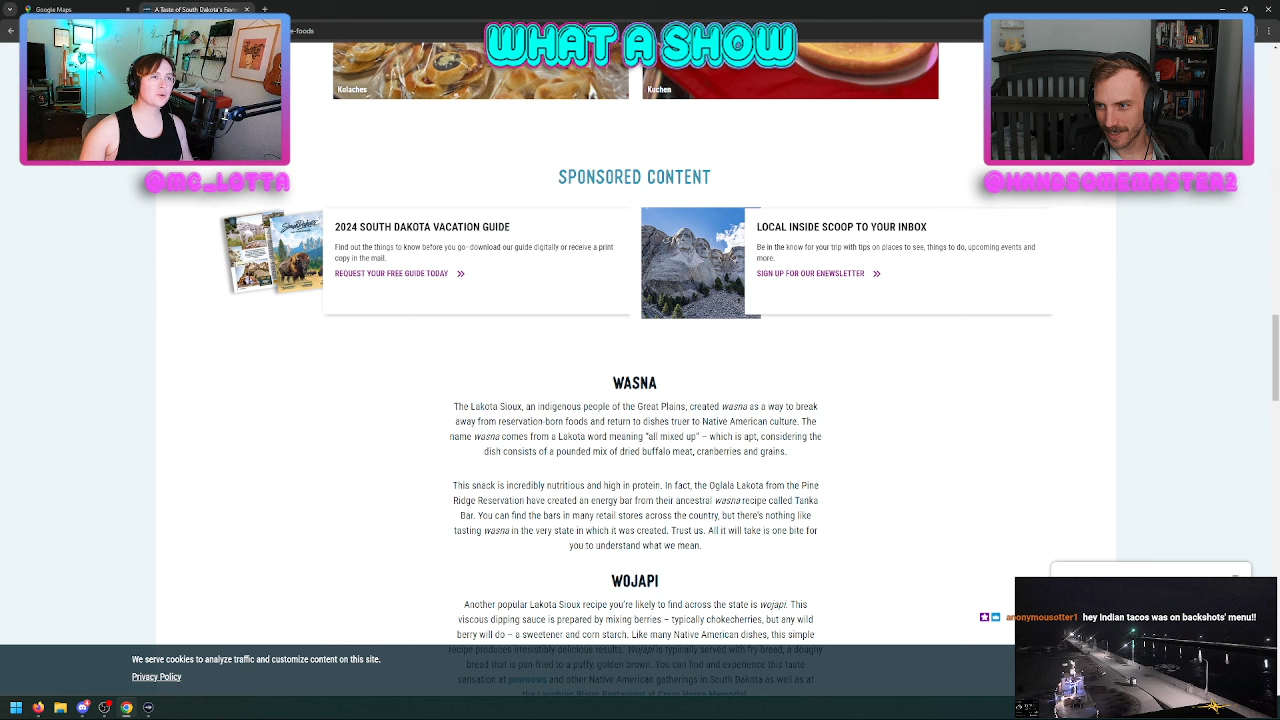 A Taste of South Dakota's
e-foods
WHAT A SHOW
Kolaches
Kuchen
@MC_LOTTA
@HANDSOMEMASTER2
SPONSORED CONTENT
2024 SOUTH DAKOTA VACATION GUIDE
Find out the things to know before you go–download our guide digitally or receive a print
copy in the mail.
REQUEST YOUR FREE GUIDE TODAY
LOCAL INSIDE SCOOP TO YOUR INBOX
Be in the know for your trip with tips on places to see, things to do, upcoming events and
more.
SIGN UP FOR OUR ENEWSLETTER
WASNA
The Lakota Sioux, an indigenous people of the Great Plains, created wasna as a way to break
away from reservation-born foods and return to dishes truer to Native American culture. The
name wasna comes from a Lakota word meaning “all mixed up” – which is apt, considering the
dish consists of a pounded mix of dried buffalo meat, cranberries and grains.
This snack is incredibly nutritious and high in protein. In fact, the Oglala Lakota from the Pine
Ridge Reservation have created an energy bar from their ancestral wasna recipe called Tanka
Bar. You can find the bars in many retail stores across the country, but there’s nothing like
tasting wasna in the very state in which it was created. Trust us. All it will take is one bite for
you to understand what we mean.
WOJAPI
Another popular Lakota Sioux recipe you’re likely to find across the state is wojapi. This
viscous dipping sauce is prepared by mixing berries – typically chokecherries, but any wild
berry will do – a sweetener and corn starch. Like many Native American dishes, this simple
recipe produces irresistibly delicious results. Wojapi is typically served with fry bread, a doughy
bread that is pan-fried to a puffy, golden brown. You can find and experience this taste
sensation at powwows and other Native American gatherings in South Dakota as well as at
the Laughing Water Restaurant at Crazy Horse Memorial.
anonymousotter1 hey indian tacos was on backshots' menu!!
We serve cookies to analyze traffic and customize content on this site.
Privacy Policy